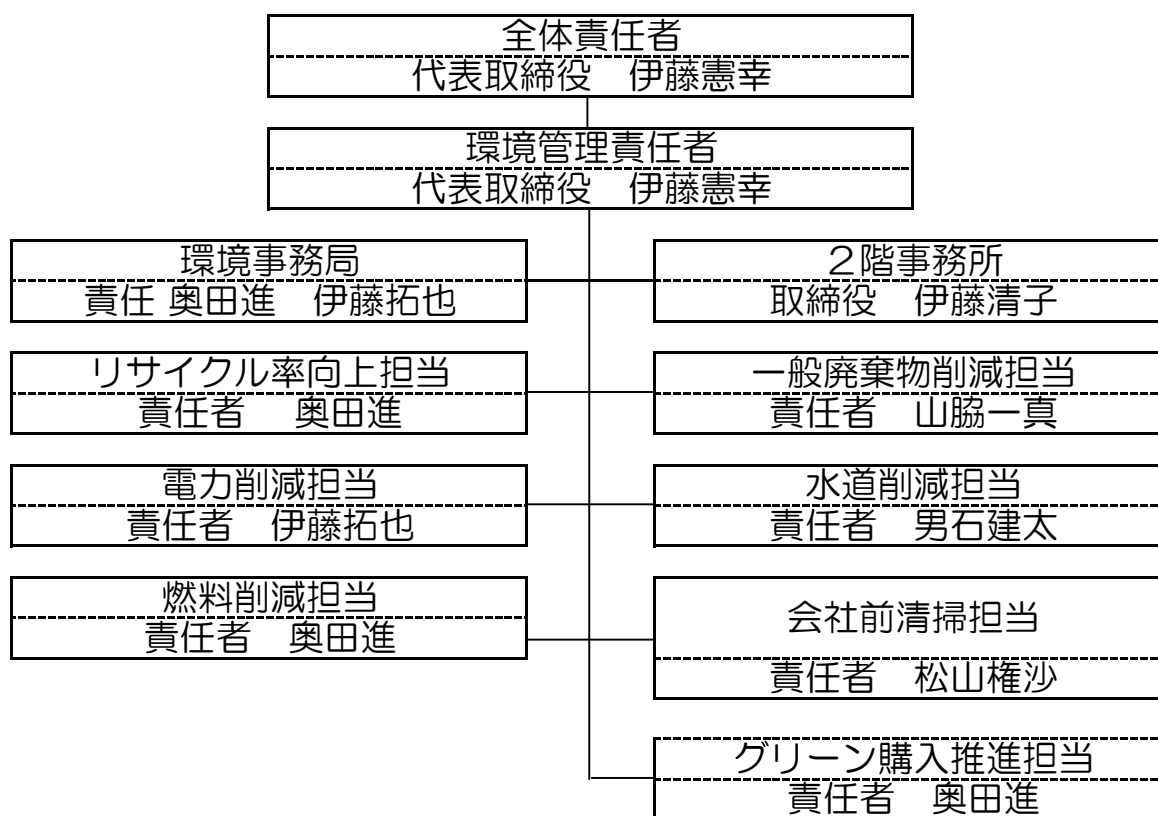 全体責任者
代表取締役　伊藤憲幸
環境管理責任者
代表取締役　伊藤憲幸
環境事務局
責任 奥田進　伊藤拓也
２階事務所
取締役　伊藤清子
リサイクル率向上担当
責任者　奥田進
一般廃棄物削減担当
責任者　山脇一真
電力削減担当
責任者　伊藤拓也
水道削減担当
責任者　男石建太
燃料削減担当
責任者　奥田進
会社前清掃担当
責任者　松山権沙
グリーン購入推進担当
責任者　奥田進